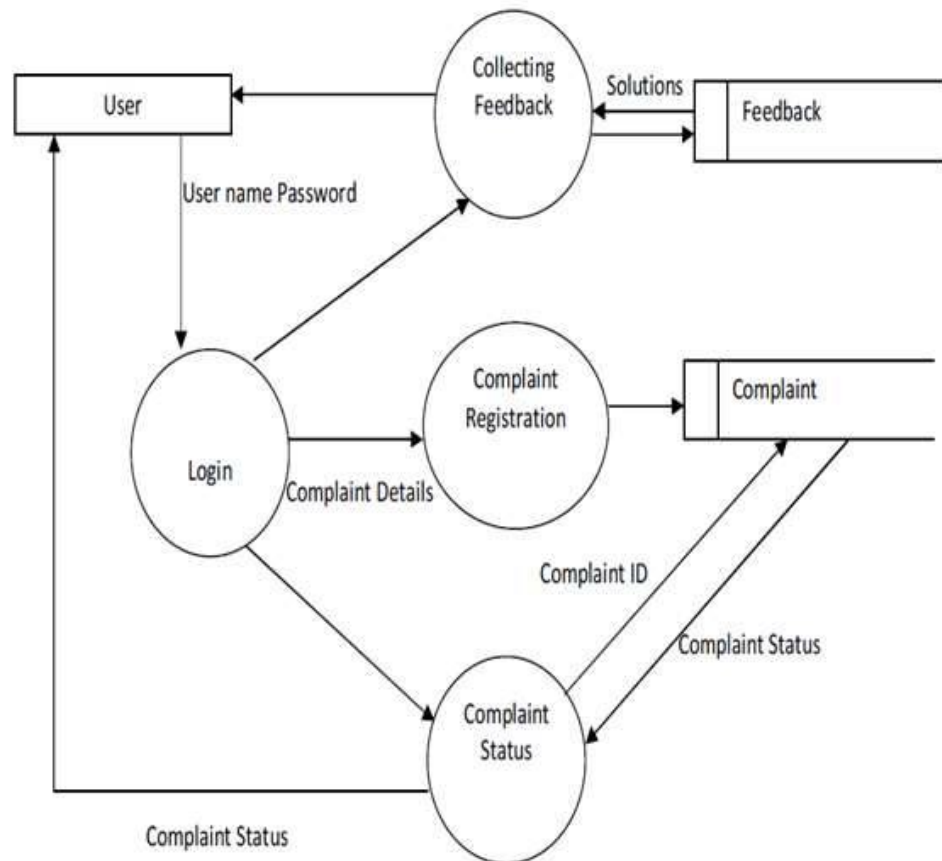 Collecting
Feedback
User
Solutions
Feedback
User name Password
Complaint
Registration
Complaint
Login
Complaint Details
Complaint ID
Complaint Status
Complaint
Status
Complaint Status